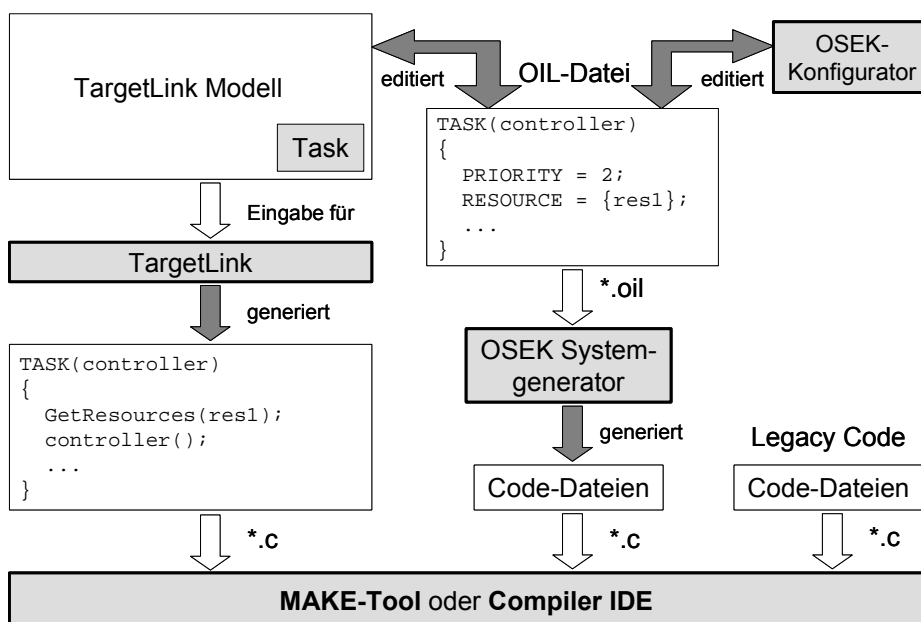 TargetLink Modell
Task
editiert
OIL-Datei
editiert
OSEK-
Konfigurator
TASK(controller)
{
PRIORITY = 2;
RESOURCE = {res1};
...
}
Eingabe für
TargetLink
generiert
*.oil
OSEK System-
generator
TASK(controller)
{
GetResources(res1);
controller();
...
}
generiert
Legacy Code
Code-Dateien
Code-Dateien
*.c
*.c
*.c
MAKE-Tool oder Compiler IDE